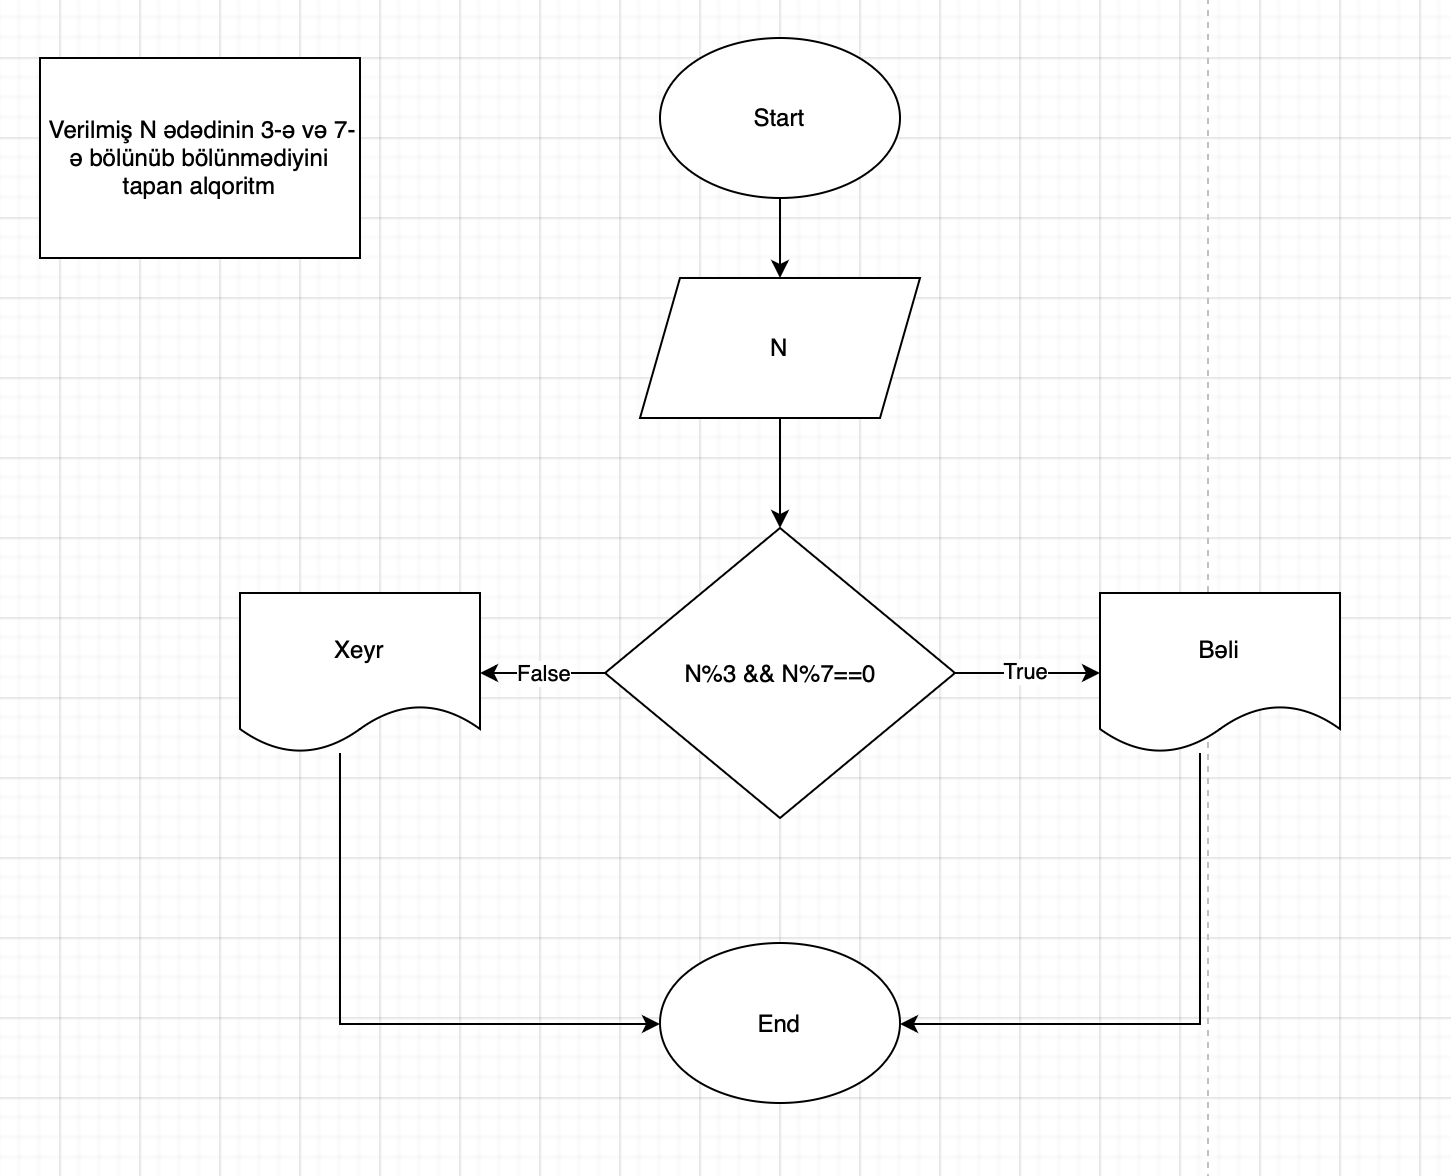 Verilmiş N ədədinin 3-ə və 7-
ə bölünüb bölünmədiyini
tapan alqoritm
Start
N
N%3 && N%7==0
False
True
Xeyr
Bəli
End